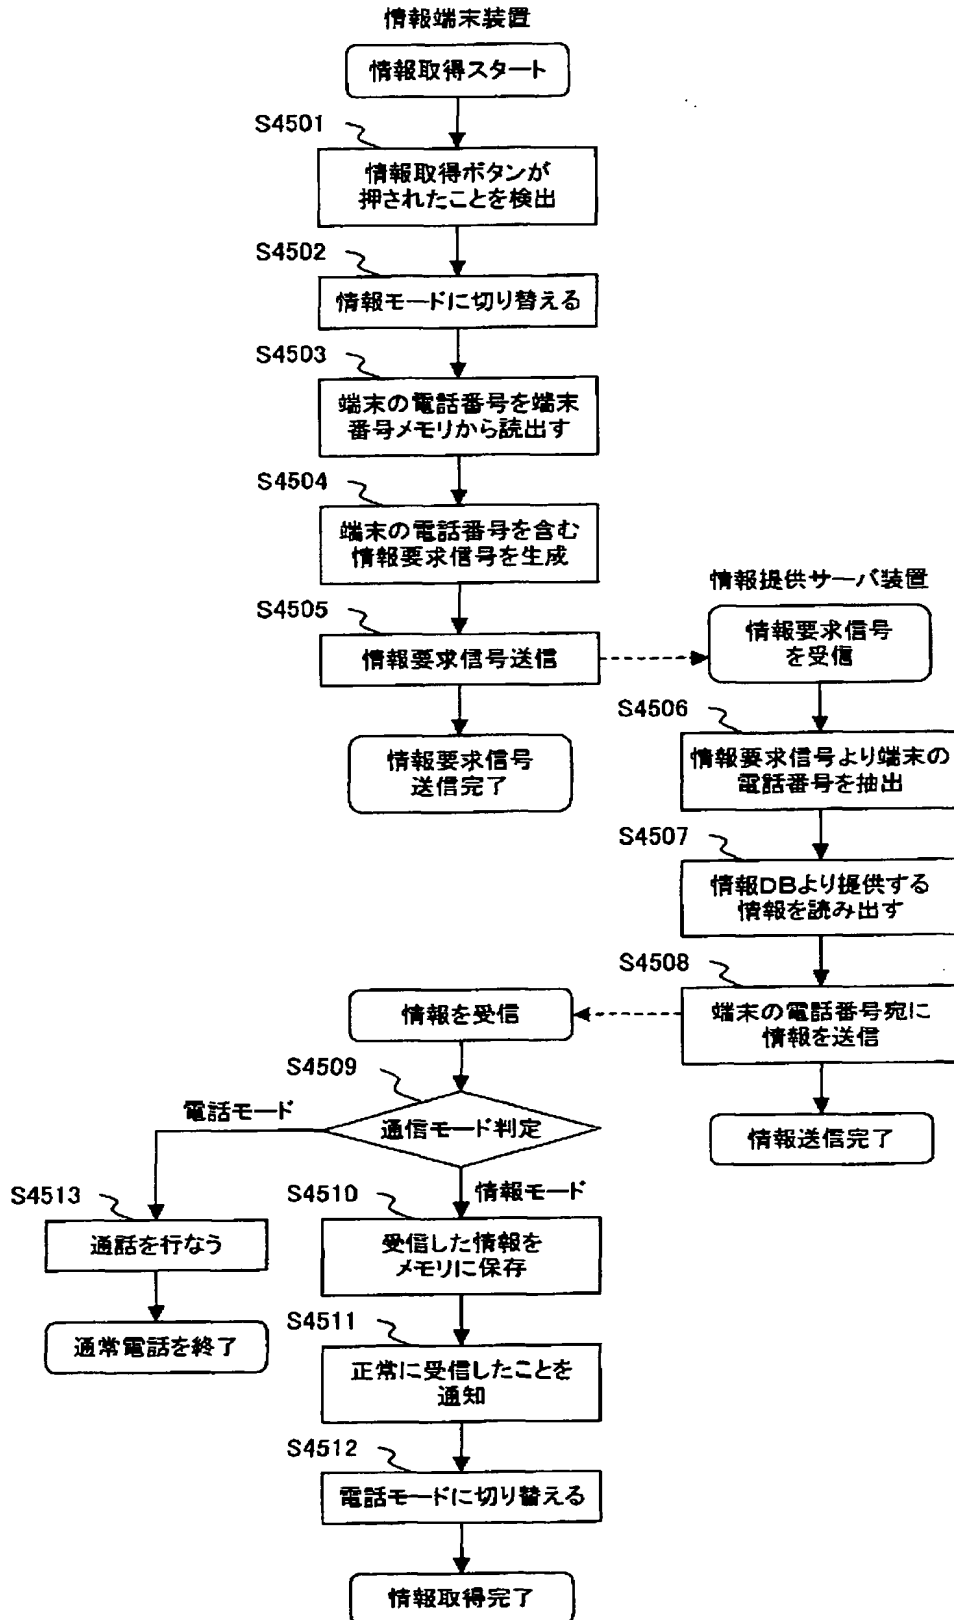 情報端末装置
情報取得スタート
S4501
情報取得ボタンが
押されたことを検出
S4502
情報モードに切り替える
S4503
端末の電話番号を端末
番号メモリから読出す
S4504
端末の電話番号を含む
情報要求信号を生成
S4505
情報要求信号送信
情報要求信号
送信完了
情報提供サーバ装置
情報要求信号
を受信
S4506
情報要求信号より端末の
電話番号を抽出
S4507
情報DBより提供する
情報を読み出す
S4508
端末の電話番号宛に
情報を送信
情報送信完了
情報を受信
S4509
通信モード判定
電話モード
情報モード
S4513
通話を行なう
通常電話を終了
S4510
受信した情報を
メモリに保存
S4511
正常に受信したことを
通知
S4512
電話モードに切り替える
情報取得完了